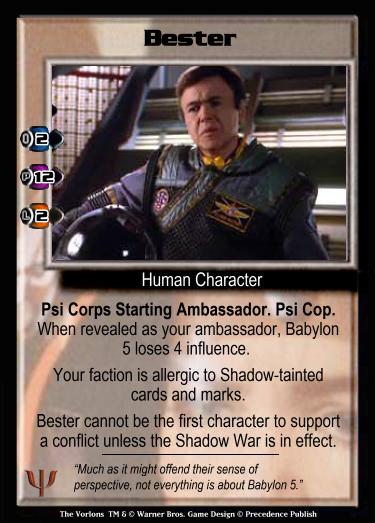 Bester
D 2
P 12
L 2
Human Character
Psi Corps Starting Ambassador. Psi Cop.
When revealed as your ambassador, Babylon
5 loses 4 influence.
Your faction is allergic to Shadow-tainted
cards and marks.
Bester cannot be the first character to support
a conflict unless the Shadow War is in effect.
"Much as it might offend their sense of
perspective, not everything is about Babylon 5."
The Vorlons TM & © Warner Bros. Game Design © Precedence Publish